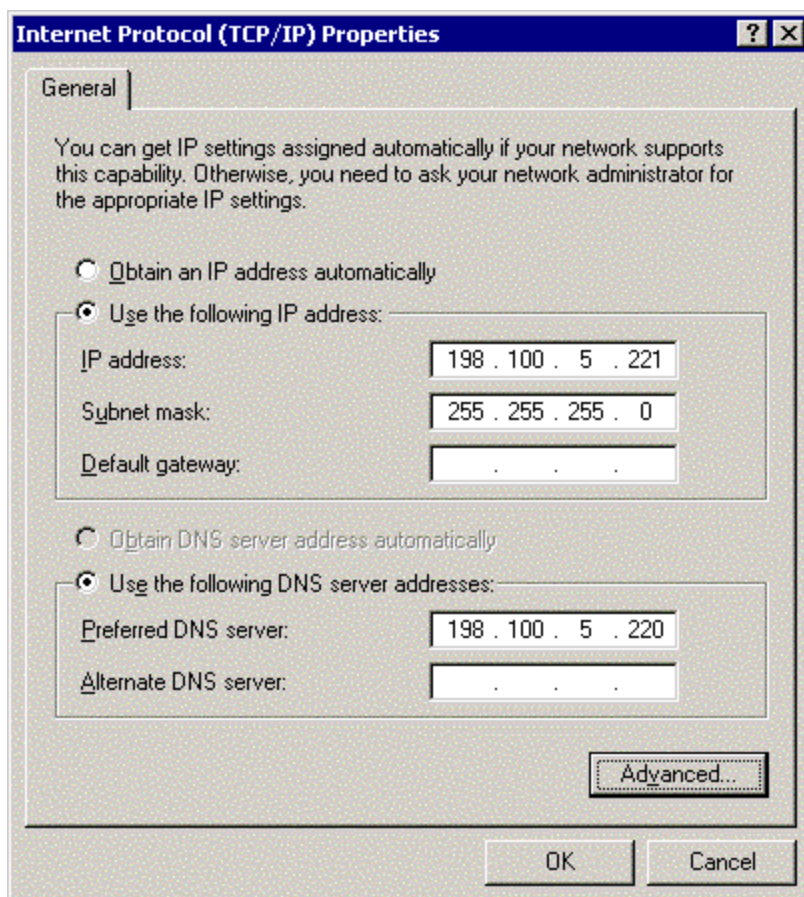 Internet Protocol (TCP/IP) Properties
General
You can get IP settings assigned automatically if your network supports
this capability. Otherwise, you need to ask your network administrator for
the appropriate IP settings.
Obtain an IP address automatically
Use the following IP address:
IP address: 198 . 100 . 5 . 221
Subnet mask: 255 . 255 . 255 . 0
Default gateway: . . .
Obtain DNS server address automatically
Use the following DNS server addresses:
Preferred DNS server: 198 . 100 . 5 . 220
Alternate DNS server: . . .
Advanced...
OK Cancel